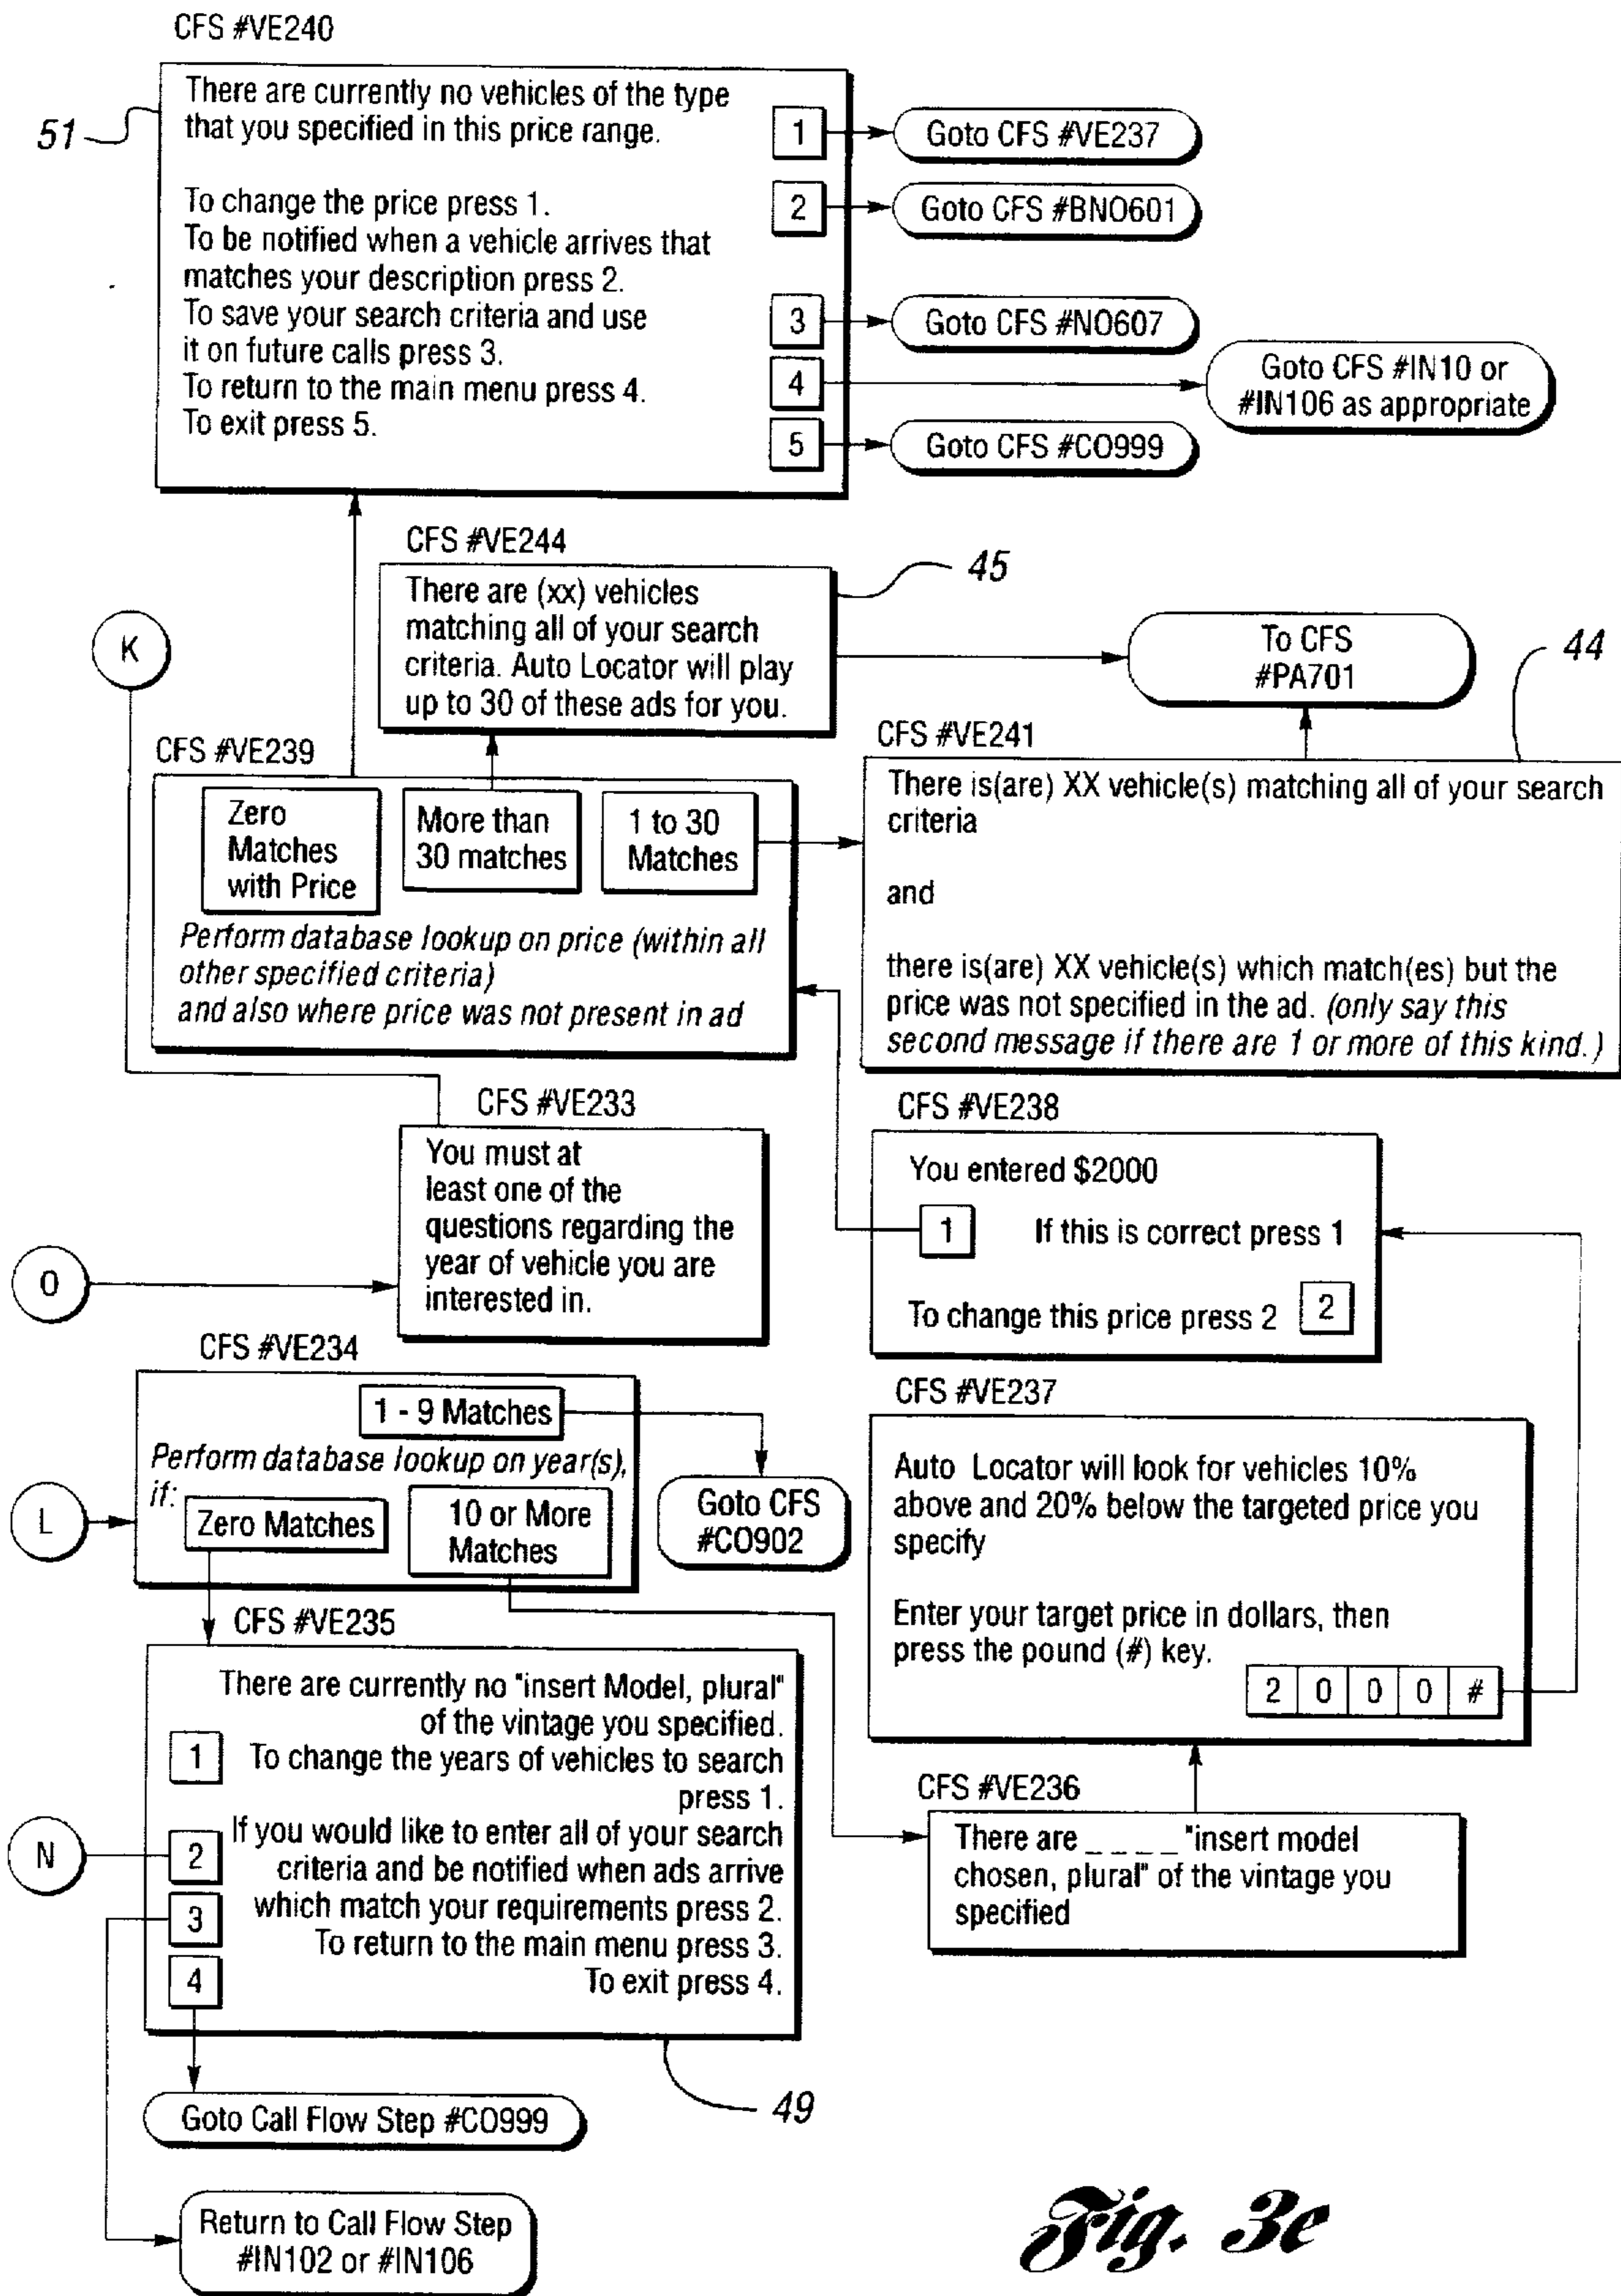 CFS #VE240
51
There are currently no vehicles of the type
that you specified in this price range.
To change the price press 1.
To be notified when a vehicle arrives that
matches your description press 2.
To save your search criteria and use
it on future calls press 3.
To return to the main menu press 4.
To exit press 5.
1
Goto CFS #VE237
2
Goto CFS #BNO601
3
Goto CFS #NO607
4
Goto CFS #IN10 or
#IN106 as appropriate
5
Goto CFS #CO999
CFS #VE244
45
There are (xx) vehicles
matching all of your search
criteria. Auto Locator will play
up to 30 of these ads for you.
K
To CFS
#PA701
44
CFS #VE239
Zero
Matches
with Price
More than
30 matches
1 to 30
Matches
Perform database lookup on price (within all
other specified criteria)
and also where price was not present in ad
CFS #VE241
There is(are) XX vehicle(s) matching all of your search
criteria
and
there is(are) XX vehicle(s) which match(es) but the
price was not specified in the ad. (only say this
second message if there are 1 or more of this kind.)
CFS #VE233
You must at
least one of the
questions regarding the
year of vehicle you are
interested in.
O
CFS #VE238
You entered $2000
1
If this is correct press 1
To change this price press 2
2
CFS #VE234
1 - 9 Matches
Perform database lookup on year(s),
if:
Zero Matches
10 or More
Matches
L
Goto CFS
#CO902
CFS #VE237
Auto Locator will look for vehicles 10%
above and 20% below the targeted price you
specify
Enter your target price in dollars, then
press the pound (#) key.
2 0 0 0 #
CFS #VE235
There are currently no "insert Model, plural"
of the vintage you specified.
1
To change the years of vehicles to search
press 1.
N
2
If you would like to enter all of your search
criteria and be notified when ads arrive
which match your requirements press 2.
3
To return to the main menu press 3.
4
To exit press 4.
CFS #VE236
There are _ _ _ _ "insert model
chosen, plural" of the vintage you
specified
49
Goto Call Flow Step #CO999
Return to Call Flow Step
#IN102 or #IN106
Fig. 3e